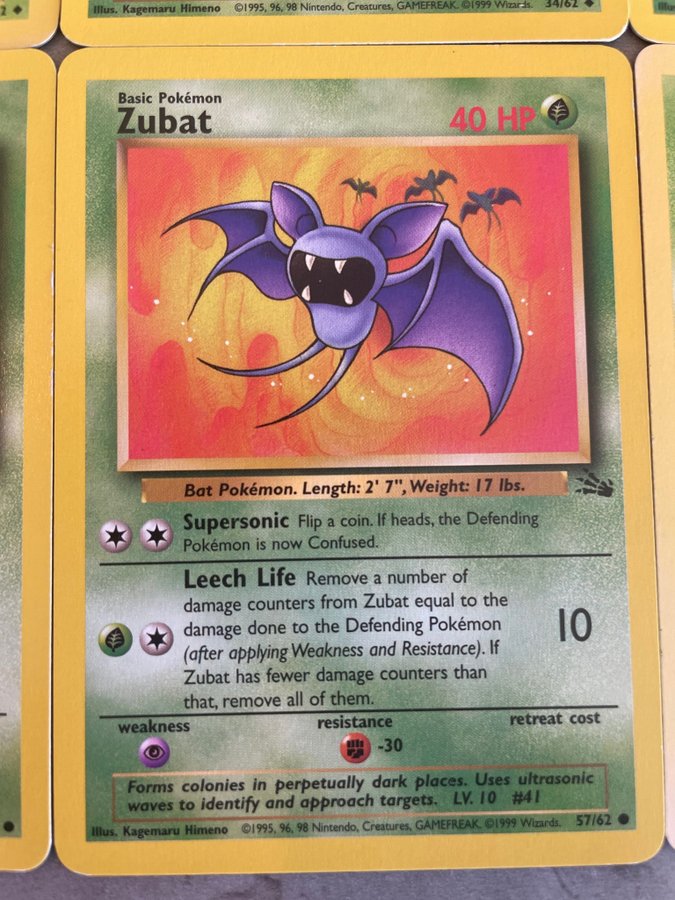 Illus. Kagemaru Himeno ©1995, 96, 98 Nintendo, Creatures, GAMEFREAK. ©1999 Wizards. 34/62
Basic Pokémon
Zubat 40 HP
Bat Pokémon. Length: 2' 7", Weight: 17 lbs.
Supersonic Flip a coin. If heads, the Defending
Pokémon is now Confused.
Leech Life Remove a number of
damage counters from Zubat equal to the
damage done to the Defending Pokémon
(after applying Weakness and Resistance). If
Zubat has fewer damage counters than
that, remove all of them.
10
weakness resistance retreat cost
-30
Forms colonies in perpetually dark places. Uses ultrasonic
waves to identify and approach targets. LV. 10 #41
Illus. Kagemaru Himeno ©1995, 96, 98 Nintendo, Creatures, GAMEFREAK. ©1999 Wizards. 57/62